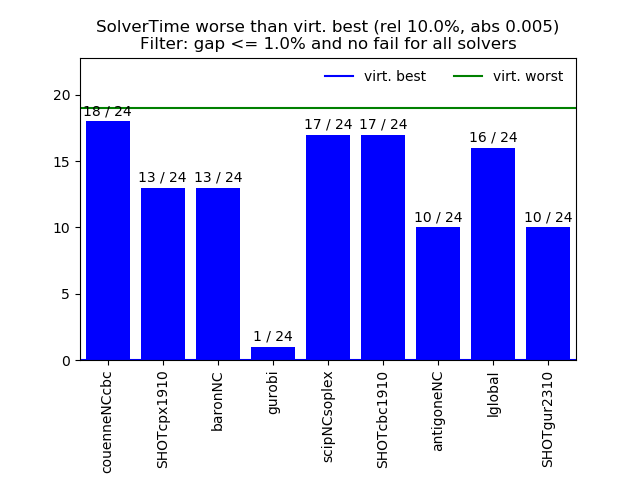 SolverTime worse than virt. best (rel 10.0%, abs 0.005)
Filter: gap <= 1.0% and no fail for all solvers
virt. best
virt. worst
20
15
10
5
0
18 / 24
13 / 24
13 / 24
1 / 24
17 / 24
17 / 24
10 / 24
16 / 24
10 / 24
couenneNCcbc
SHOTcpx1910
baronNC
gurobi
scipNCsoplex
SHOTcbc1910
antigoneNC
lglobal
SHOTgur2310